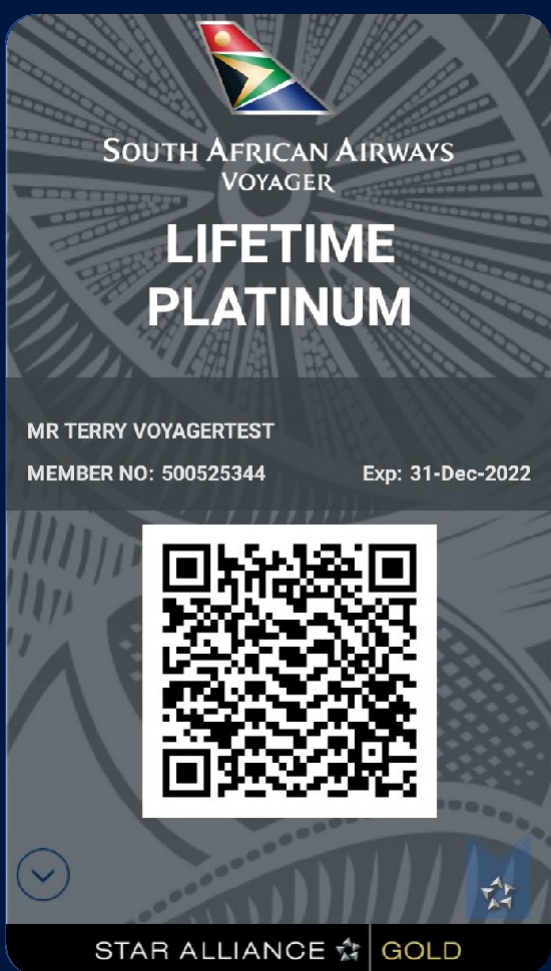 SOUTH AFRICAN AIRWAYS
VOYAGER
LIFETIME
PLATINUM
MR TERRY VOYAGERTEST
MEMBER NO: 500525344 Exp: 31-Dec-2022
STAR ALLIANCE GOLD